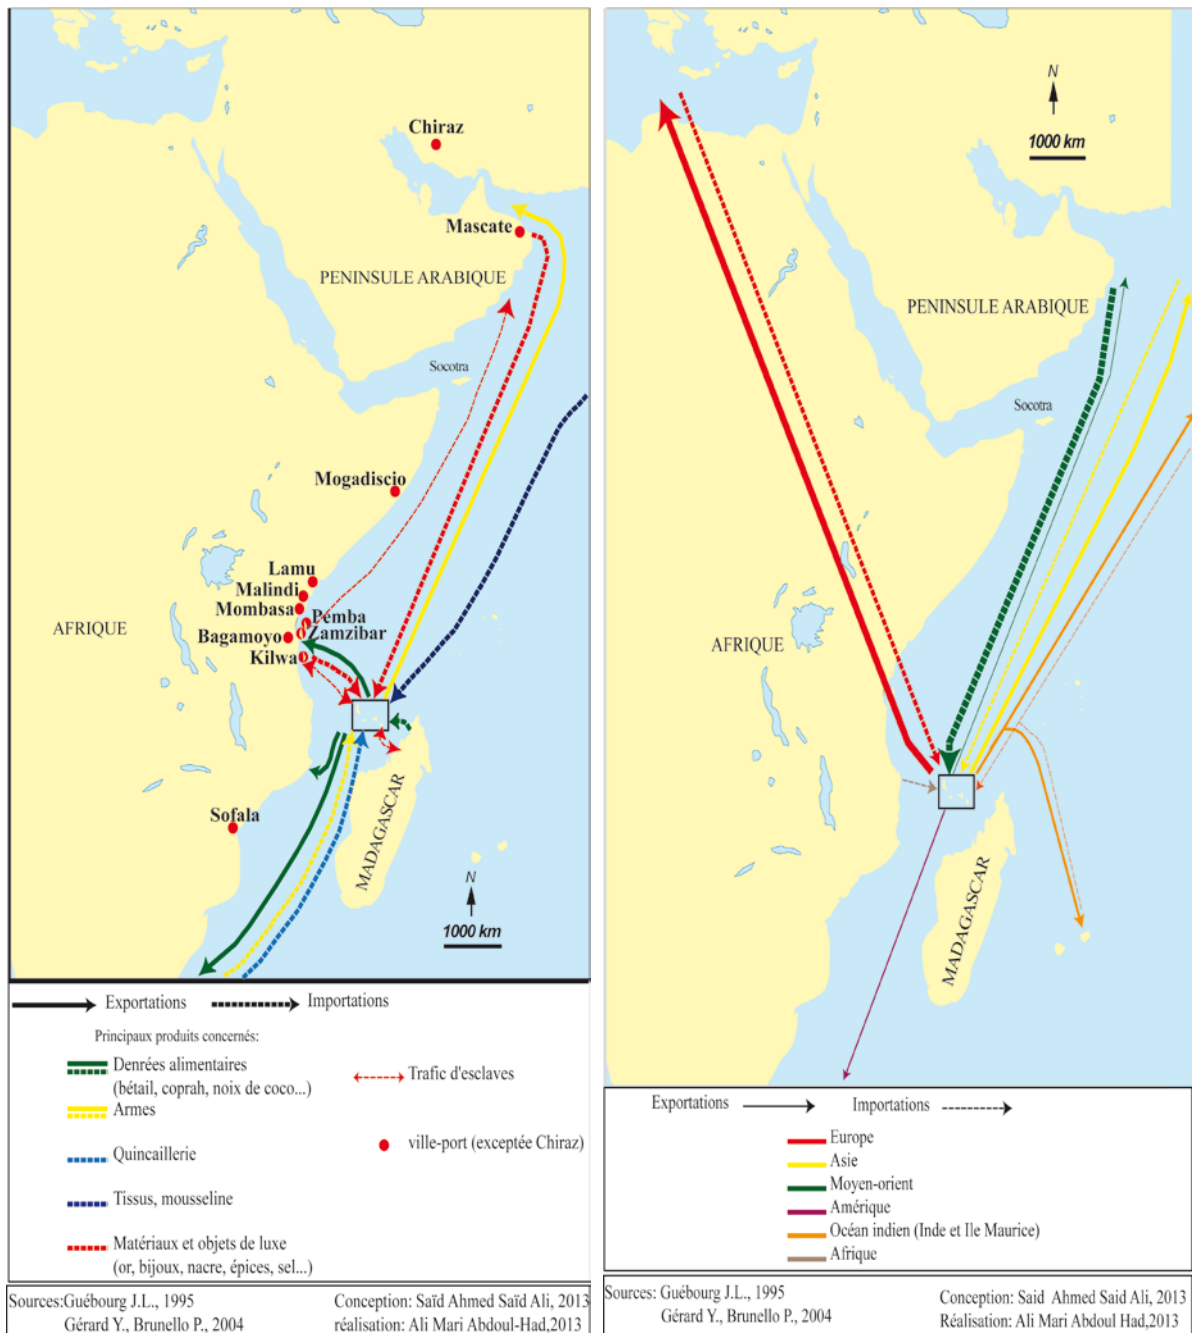 Chiraz
Mascate
PENINSULE ARABIQUE
Socotra
Mogadiscio
Lamu
Malindi
Mombasa
Pemba
Zamzibar
Bagamoyo
Kilwa
AFRIQUE
Sofala
MADAGASCAR
N
1000 km
Exportations
Importations
Principaux produits concernés:
Denrées alimentaires
(bétail, coprah, noix de coco...)
Armes
Quincaillerie
Tissus, mousseline
Matériaux et objets de luxe
(or, bijoux, nacre, épices, sel...)
Trafic d'esclaves
ville-port (exceptée Chiraz)
Sources:Guébourg J.L., 1995
Gérard Y., Brunello P., 2004
Conception: Saïd Ahmed Saïd Ali, 2013
réalisation: Ali Mari Abdoul-Had,2013
N
1000 km
PENINSULE ARABIQUE
Socotra
AFRIQUE
MADAGASCAR
Exportations
Importations
Europe
Asie
Moyen-orient
Amérique
Océan indien (Inde et Ile Maurice)
Afrique
Sources: Guébourg J.L., 1995
Gérard Y., Brunello P., 2004
Conception: Said Ahmed Said Ali, 2013
Réalisation: Ali Mari Abdoul-Had,2013